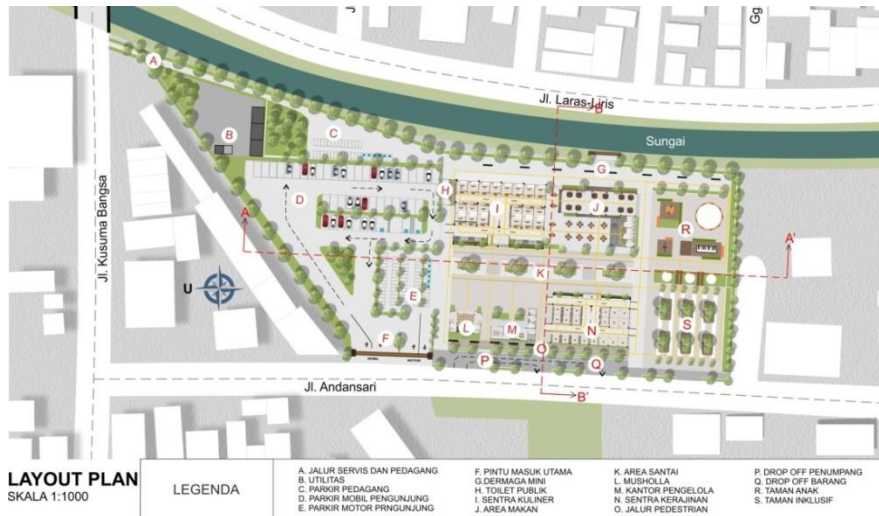 J
J
Gg.
Jl. Laras-Liris
B
Sungai
A
B
C
G
H
D
I
J
R
A
A'
Jl. Kusuma Bangsa
K
U
E
L
M
N
S
F
O
P
Q
Jl. Andansari
B'
LAYOUT PLAN
SKALA 1:1000
LEGENDA
A. JALUR SERVIS DAN PEDAGANG
B. UTILITAS
C. PARKIR PEDAGANG
D. PARKIR MOBIL PENGUNJUNG
E. PARKIR MOTOR PRNGUNJUNG
F. PINTU MASUK UTAMA
G.DERMAGA MINI
H. TOILET PUBLIK
I. SENTRA KULINER
J. AREA MAKAN
K. AREA SANTAI
L. MUSHOLLA
M. KANTOR PENGELOLA
N. SENTRA KERAJINAN
O. JALUR PEDESTRIAN
P. DROP OFF PENUMPANG
Q. DROP OFF BARANG
R. TAMAN ANAK
S. TAMAN INKLUSIF